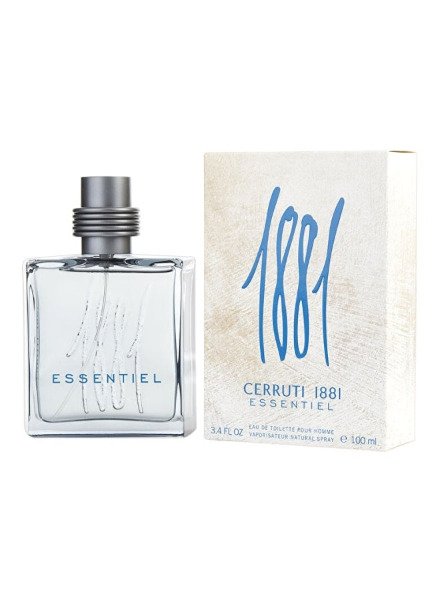 1881
ESSENTIEL
1881
CERRUTI 1881
ESSENTIEL
EAU DE TOILETTE POUR HOMME
3.4 FL OZ VAPORISATEUR NATURAL SPRAY ℮ 100 ml